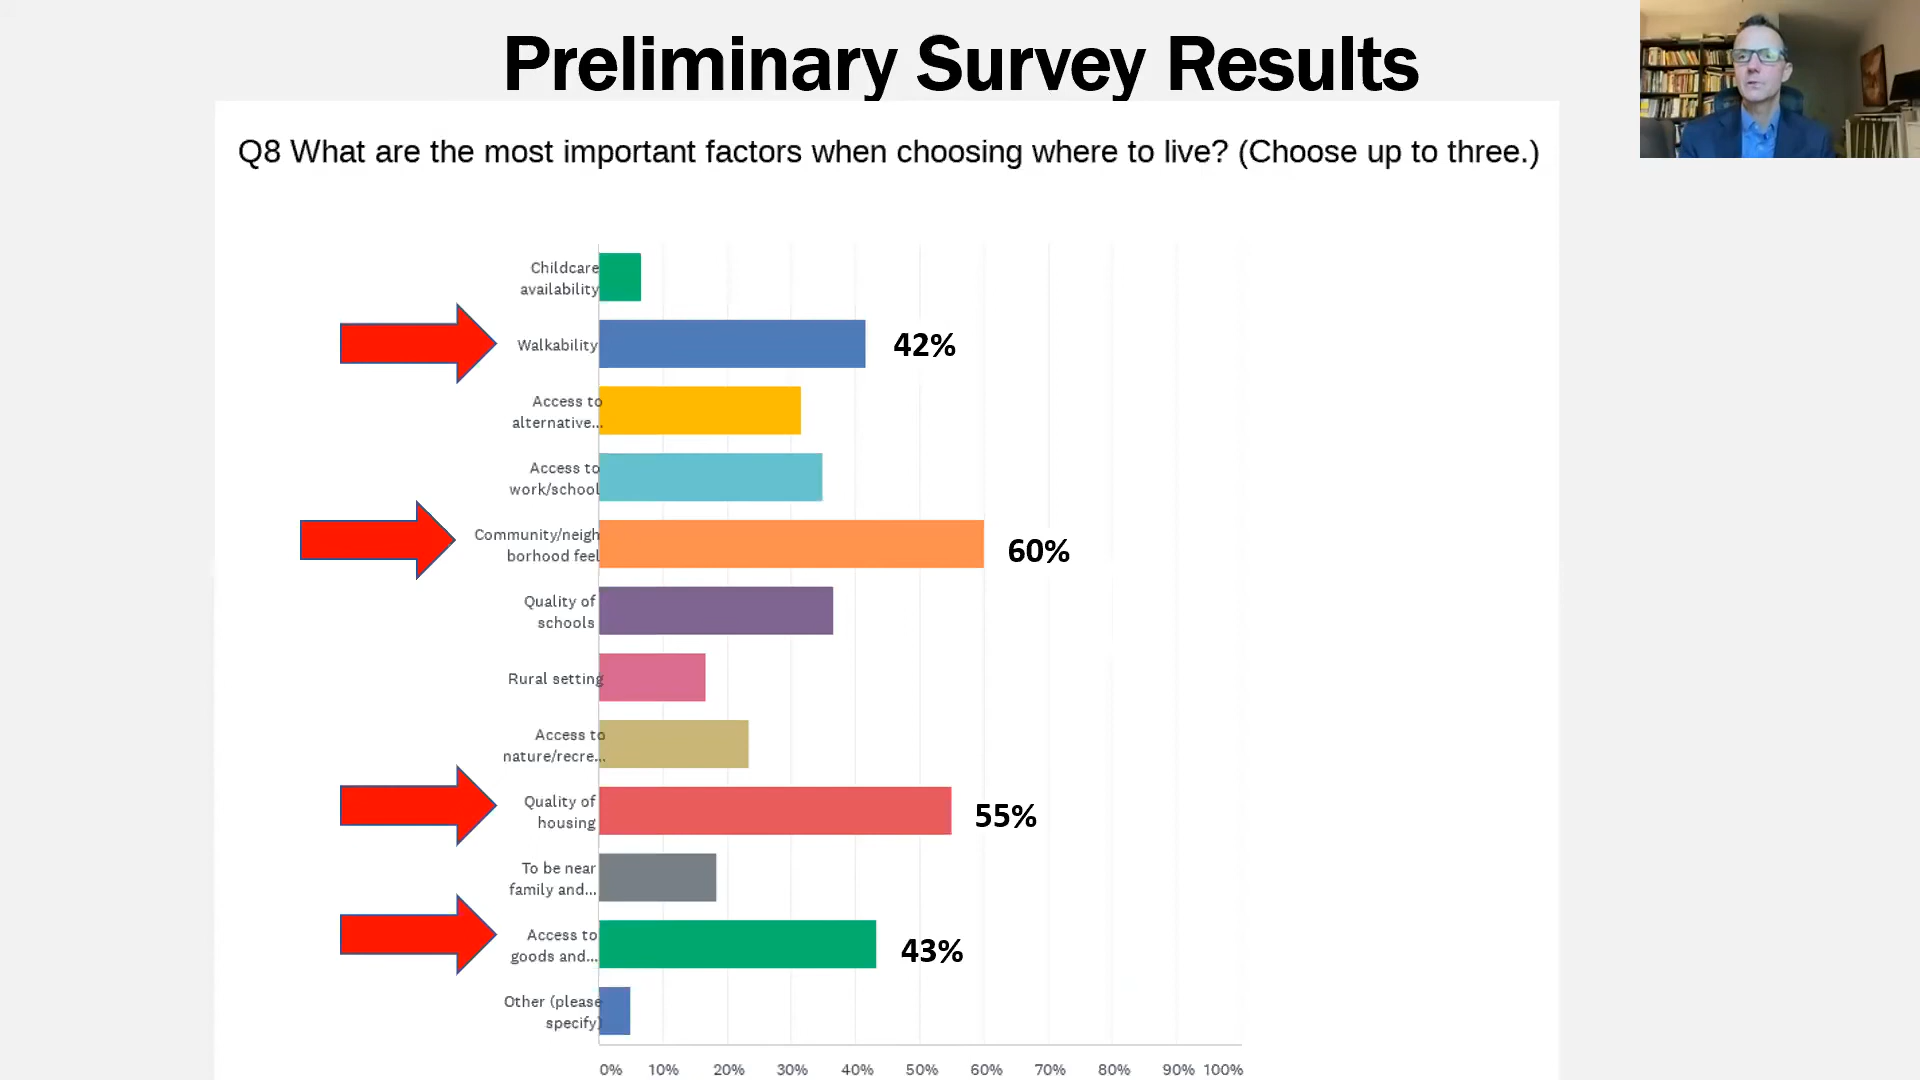 Preliminary Survey Results
Q8 What are the most important factors when choosing where to live? (Choose up to three.)
Childcare
availability
Walkability
42%
Access to
alternative...
Access to
work/school
Community/neigh
borhood feel
60%
Quality of
schools
Rural setting
Access to
nature/recre...
Quality of
housing
55%
To be near
family and...
Access to
goods and...
43%
Other (please
specify)
0% 10% 20% 30% 40% 50% 60% 70% 80% 90% 100%